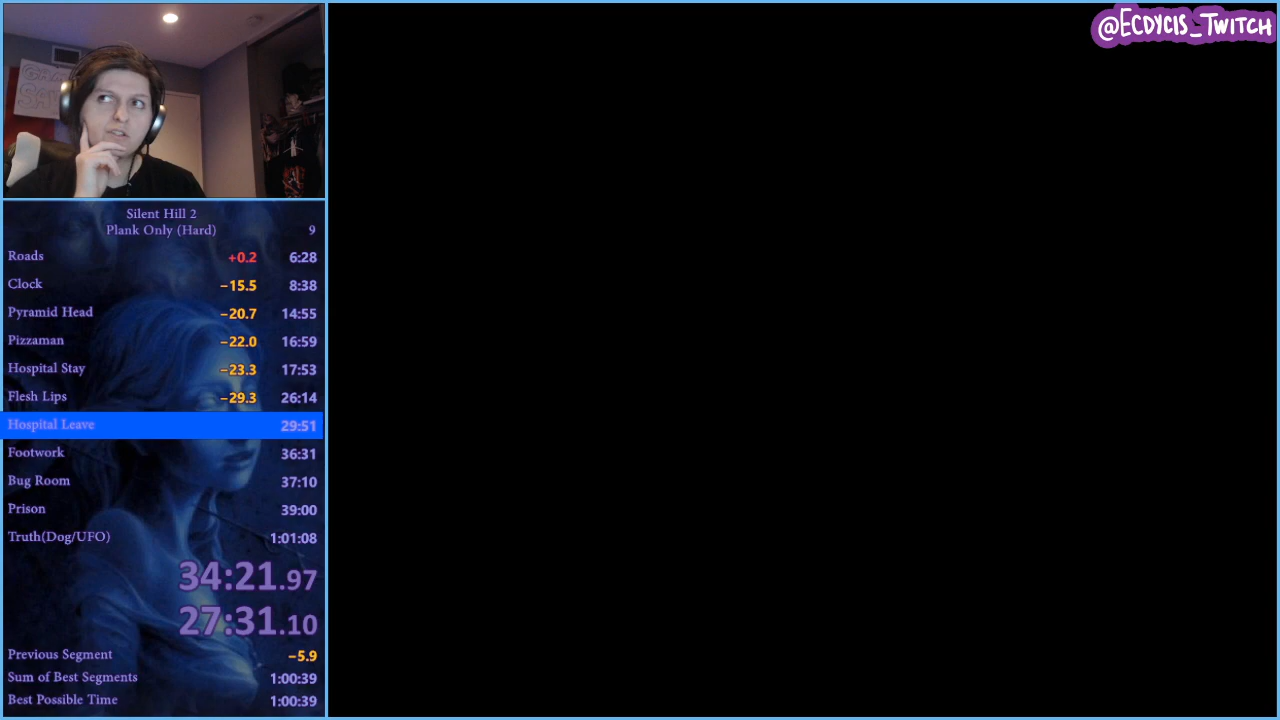 @Ecdycis_Twitch
Silent Hill 2
Plank Only (Hard) 9
Roads +0.2 6:28
Clock −15.5 8:38
Pyramid Head −20.7 14:55
Pizzaman −22.0 16:59
Hospital Stay −23.3 17:53
Flesh Lips −29.3 26:14
Hospital Leave 29:51
Footwork 36:31
Bug Room 37:10
Prison 39:00
Truth(Dog/UFO) 1:01:08
34:21.97
27:31.10
Previous Segment −5.9
Sum of Best Segments 1:00:39
Best Possible Time 1:00:39